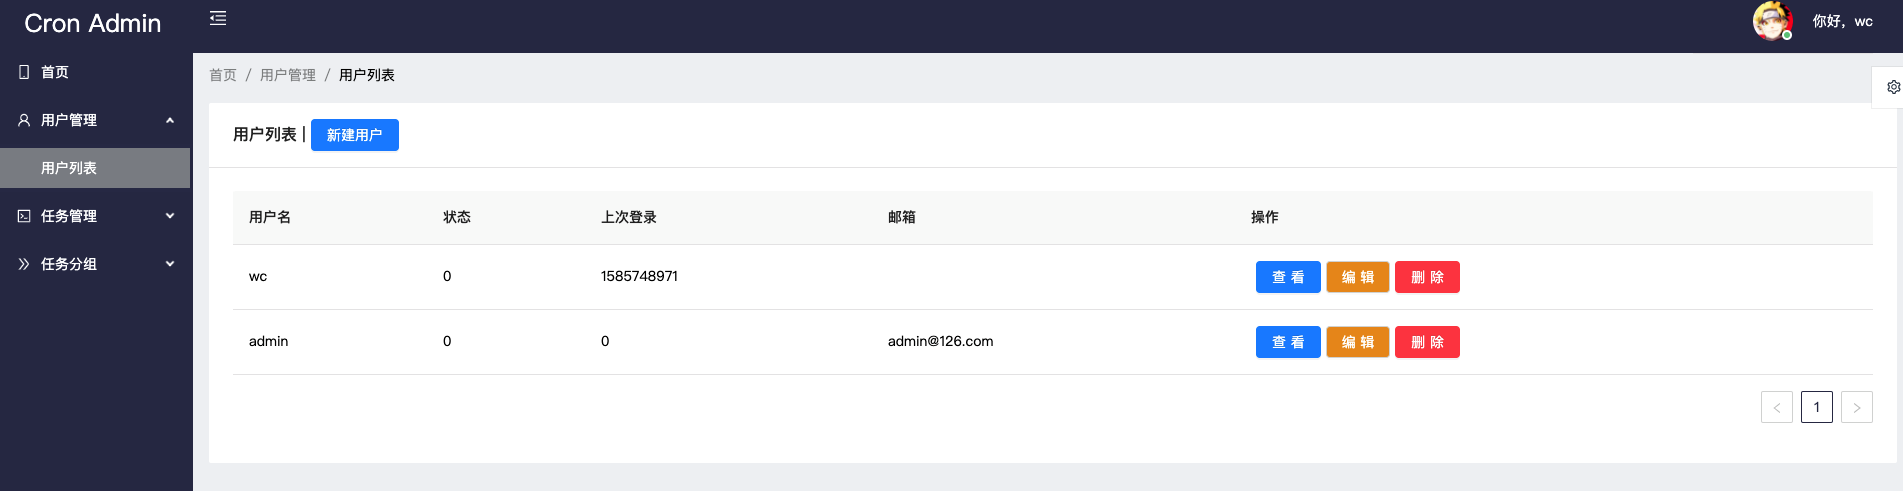 Cron Admin
你好，wc
首页
用户管理
用户列表
任务管理
任务分组
首页 / 用户管理 / 用户列表
用户列表 | 新建用户
用户名 状态 上次登录 邮箱 操作
wc 0 1585748971 查 看 编 辑 删 除
admin 0 0 admin@126.com 查 看 编 辑 删 除
< 1 >